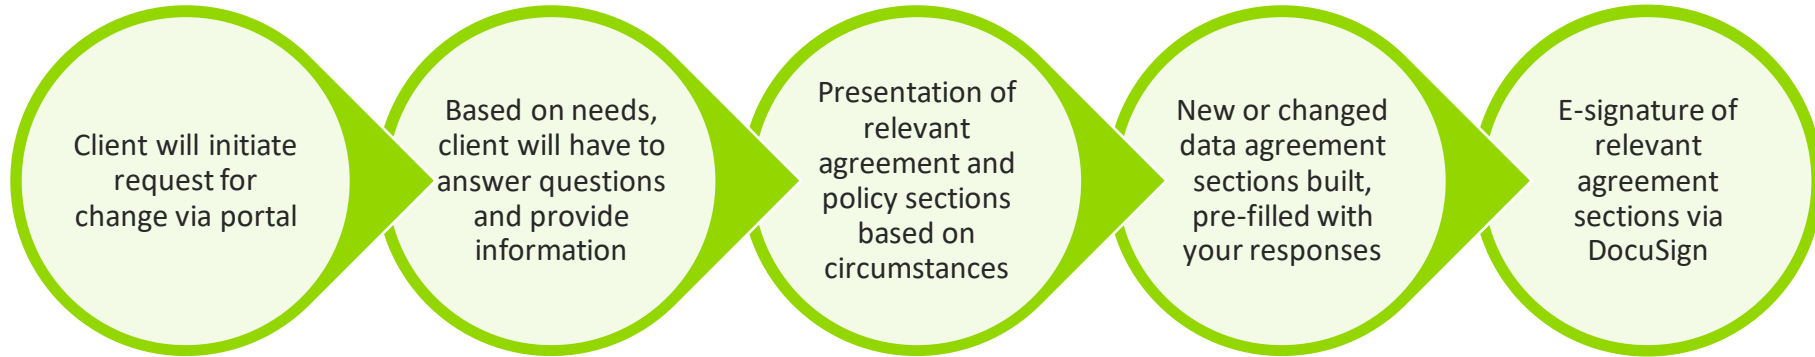 Client will initiate
request for
change via portal
Based on needs,
client will have to
answer questions
and provide
information
Presentation of
relevant
agreement and
policy sections
based on
circumstances
New or changed
data agreement
sections built,
pre-filled with
your responses
E-signature of
relevant
agreement
sections via
DocuSign